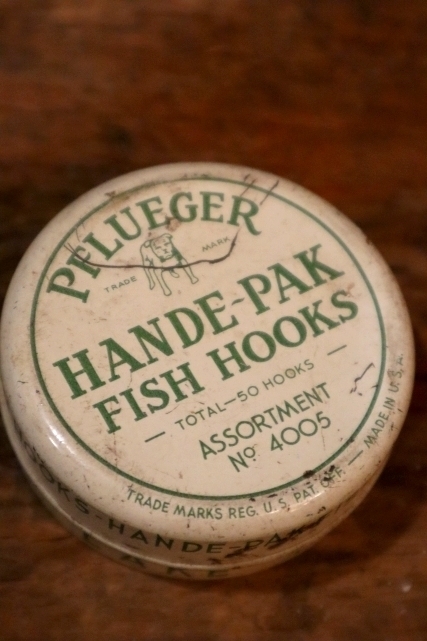 PFLUEGER
TRADE MARK
HANDE-PAK
FISH HOOKS
— TOTAL—50 HOOKS —
ASSORTMENT
No 4005
TRADE MARKS REG. U.S. PAT. OFF. — MADE IN U.S.A.
HOOKS-HANDE-PAK